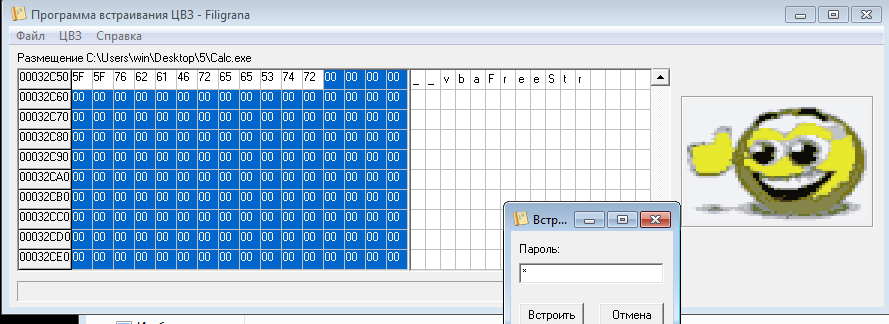 Программа встраивания ЦВЗ - Filigrana
Файл ЦВЗ Справка
Размещение C:\Users\win\Desktop\5\Calc.exe
00032C50 5F 5F 76 62 61 46 72 65 65 53 74 72 00 00 00 00 _ _ v b a F r e e S t r
00032C60 00 00 00 00 00 00 00 00 00 00 00 00 00 00 00 00
00032C70 00 00 00 00 00 00 00 00 00 00 00 00 00 00 00 00
00032C80 00 00 00 00 00 00 00 00 00 00 00 00 00 00 00 00
00032C90 00 00 00 00 00 00 00 00 00 00 00 00 00 00 00 00
00032CA0 00 00 00 00 00 00 00 00 00 00 00 00 00 00 00 00
00032CB0 00 00 00 00 00 00 00 00 00 00 00 00 00 00 00 00
00032CC0 00 00 00 00 00 00 00 00 00 00 00 00 00 00 00 00
00032CD0 00 00 00 00 00 00 00 00 00 00 00 00 00 00 00 00
00032CE0 00 00 00 00 00 00 00 00 00 00 00 00 00 00 00 00
Встр...
Пароль:
*
Встроить Отмена